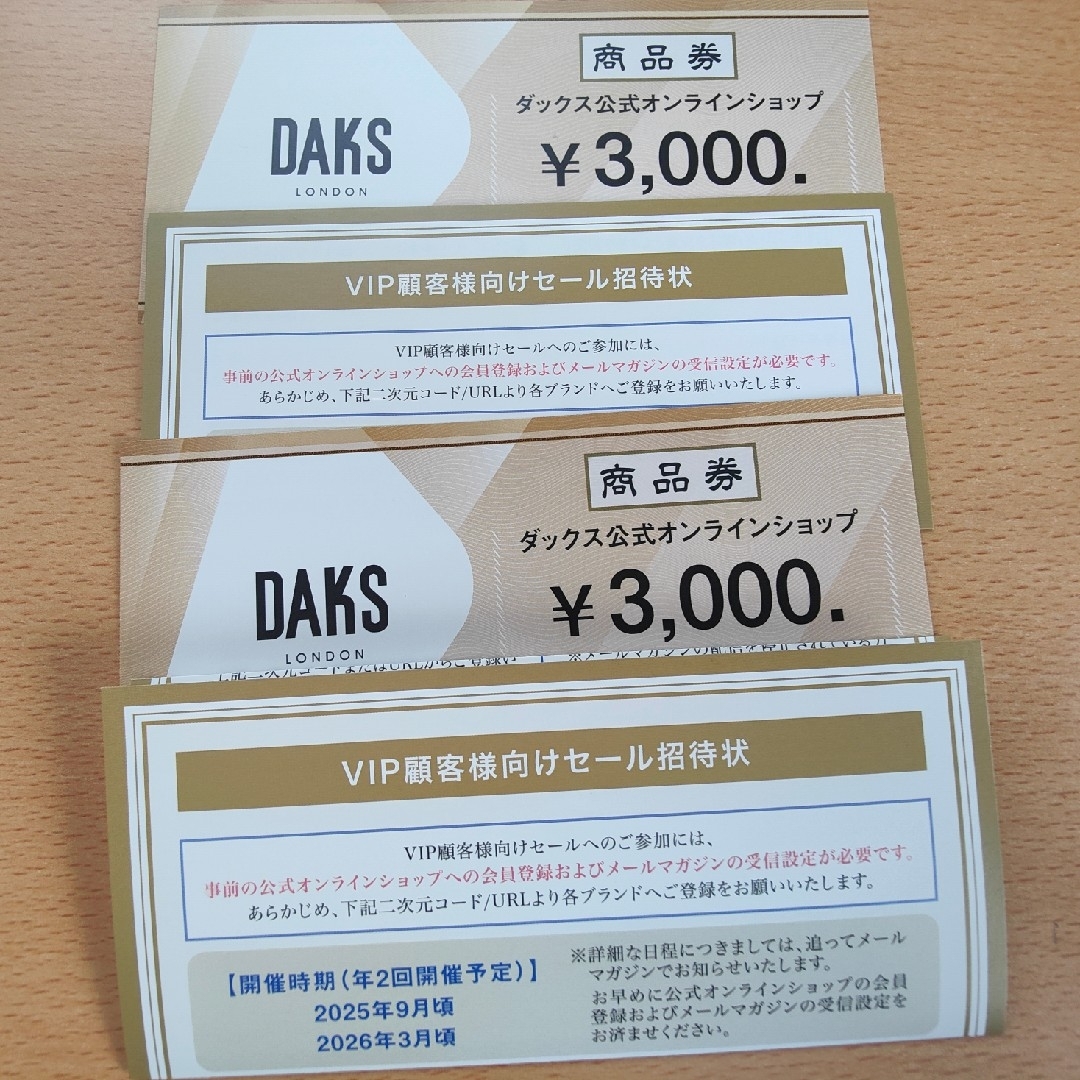 商品券
ダックス公式オンラインショップ
DAKS
LONDON
¥3,000.
VIP顧客様向けセール招待状
VIP顧客様向けセールへのご参加には、
事前の公式オンラインショップへの会員登録およびメールマガジンの受信設定が必要です。
あらかじめ、下記二次元コード/URLより各ブランドへご登録をお願いいたします。
商品券
ダックス公式オンラインショップ
DAKS
LONDON
¥3,000.
VIP顧客様向けセール招待状
VIP顧客様向けセールへのご参加には、
事前の公式オンラインショップへの会員登録およびメールマガジンの受信設定が必要です。
あらかじめ、下記二次元コード/URLより各ブランドへご登録をお願いいたします。
【開催時期(年2回開催予定)】
2025年9月頃
2026年3月頃
※詳細な日程につきましては、追ってメール
マガジンでお知らせいたします。
お早めに公式オンラインショップの会員
登録およびメールマガジンの受信設定を
お済ませください。